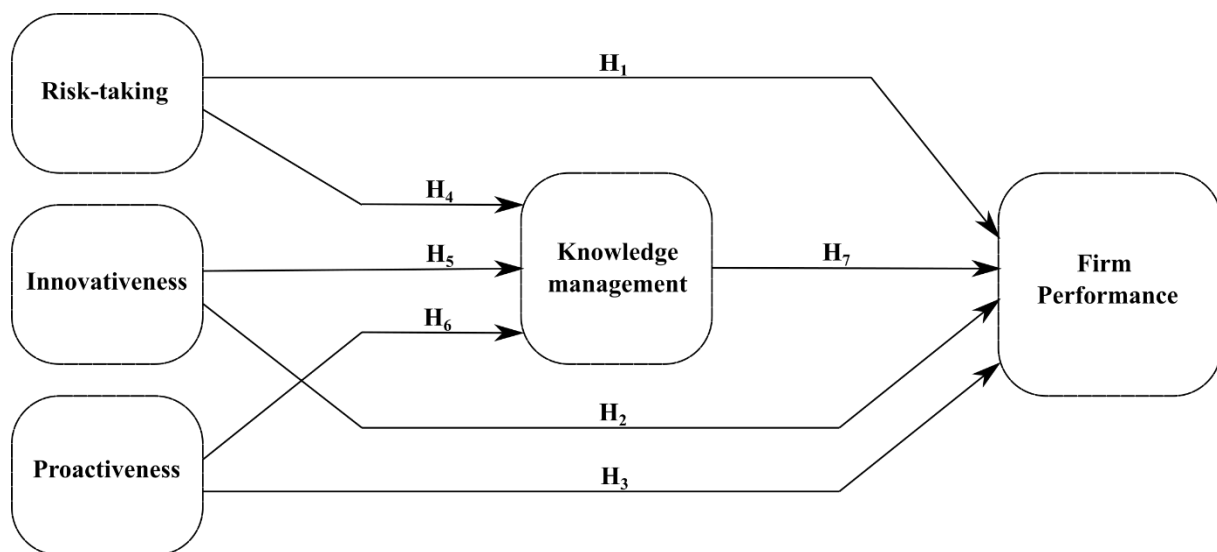 H₁
Risk-taking
H₄
Innovativeness
H₅
Knowledge
management
H₇
Firm
Performance
H₆
H₂
Proactiveness
H₃